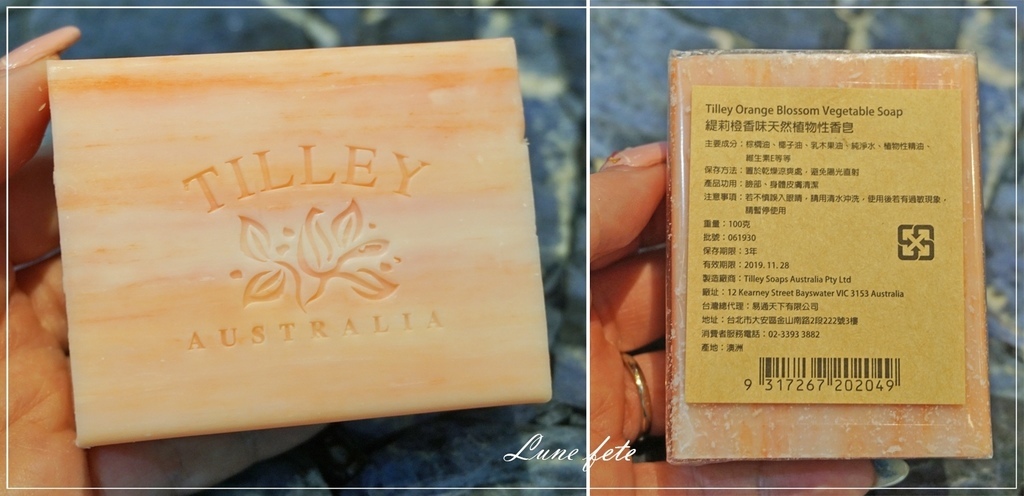 TILLEY
AUSTRALIA
Tilley Orange Blossom Vegetable Soap
緹莉橙香味天然植物性香皂
主要成分：棕櫚油、椰子油、乳木果油、純淨水、植物性精油、
維生素E等等
保存方法：置於乾燥涼爽處，避免陽光直射
產品功用：臉部、身體皮膚清潔
注意事項：若不慎誤入眼睛，請用清水沖洗，使用後若有過敏現象，
請暫停使用
重量：100克
批號：061930
保存期限：3年
有效期限：2019.11.28
製造廠商：Tilley Soaps Australia Pty Ltd
廠址：12 Kearney Street Bayswater VIC 3153 Australia
台灣總代理：易通天下有限公司
地址：台北市大安區金山南路2段222號3樓
消費者服務電話：02-3393 3882
產地：澳洲
9 317267 202049
Lune fete